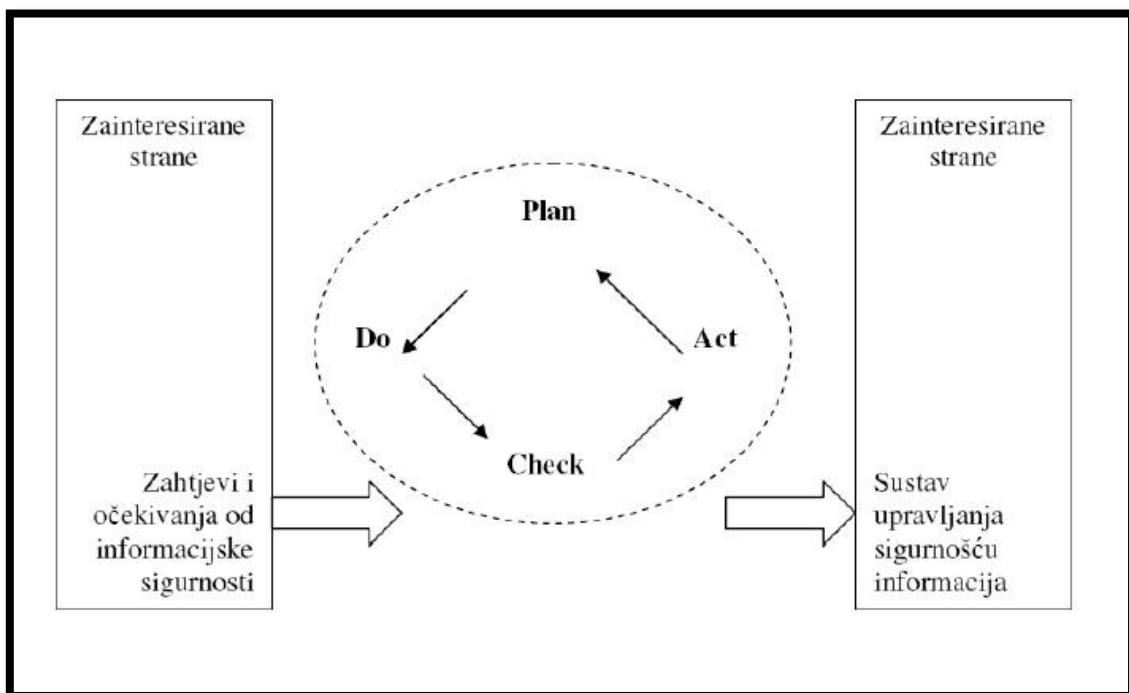 Zainteresirane
strane
Zahtjevi i
očekivanja od
informacijske
sigurnosti
Plan
Do
Act
Check
Zainteresirane
strane
Sustav
upravljanja
sigurnošću
informacija